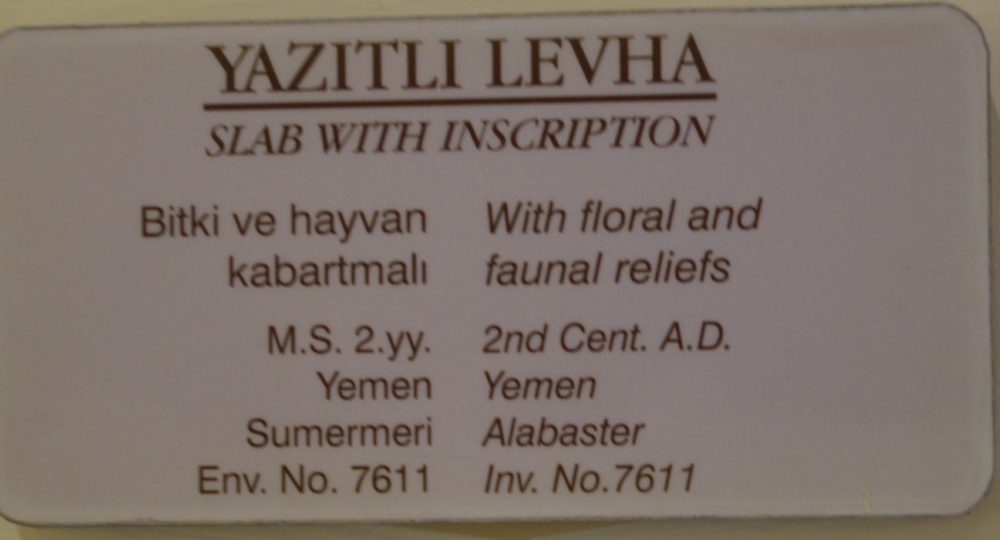 YAZITLI LEVHA
SLAB WITH INSCRIPTION
Bitki ve hayvan
kabartmalı
With floral and
faunal reliefs
M.S. 2.yy.
Yemen
Sumermeri
Env. No. 7611
2nd Cent. A.D.
Yemen
Alabaster
Inv. No.7611